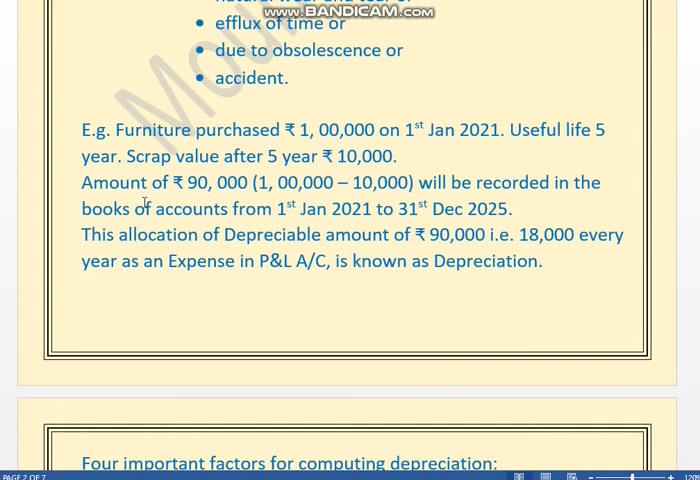 www.BANDICAM.com
efflux of time or
due to obsolescence or
accident.
E.g. Furniture purchased ₹ 1, 00,000 on 1st Jan 2021. Useful life 5
year. Scrap value after 5 year ₹ 10,000.
Amount of ₹ 90, 000 (1, 00,000 – 10,000) will be recorded in the
books of accounts from 1st Jan 2021 to 31st Dec 2025.
This allocation of Depreciable amount of ₹ 90,000 i.e. 18,000 every
year as an Expense in P&L A/C, is known as Depreciation.
Four important factors for computing depreciation:
PAGE 2 OF 7